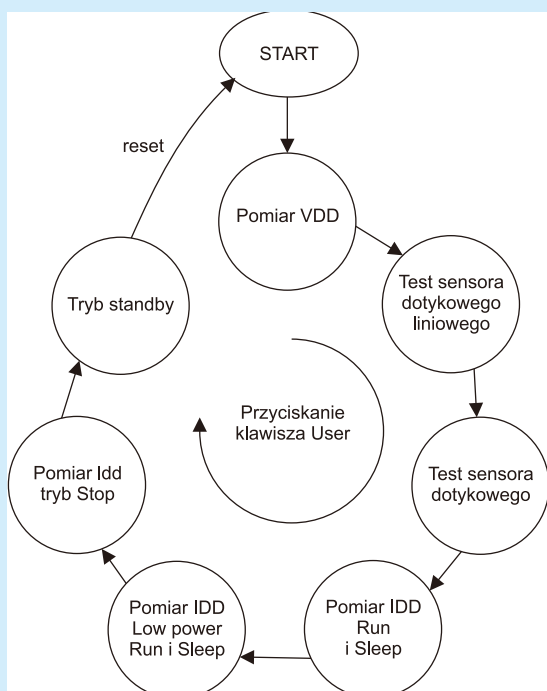 START
reset
Pomiar VDD
Tryb standby
Test sensora
dotykowego
liniowego
Przyciskanie
klawisza User
Pomiar Idd
tryb Stop
Test sensora
dotykowego
Pomiar IDD
Low power
Run i Sleep
Pomiar IDD
Run
i Sleep